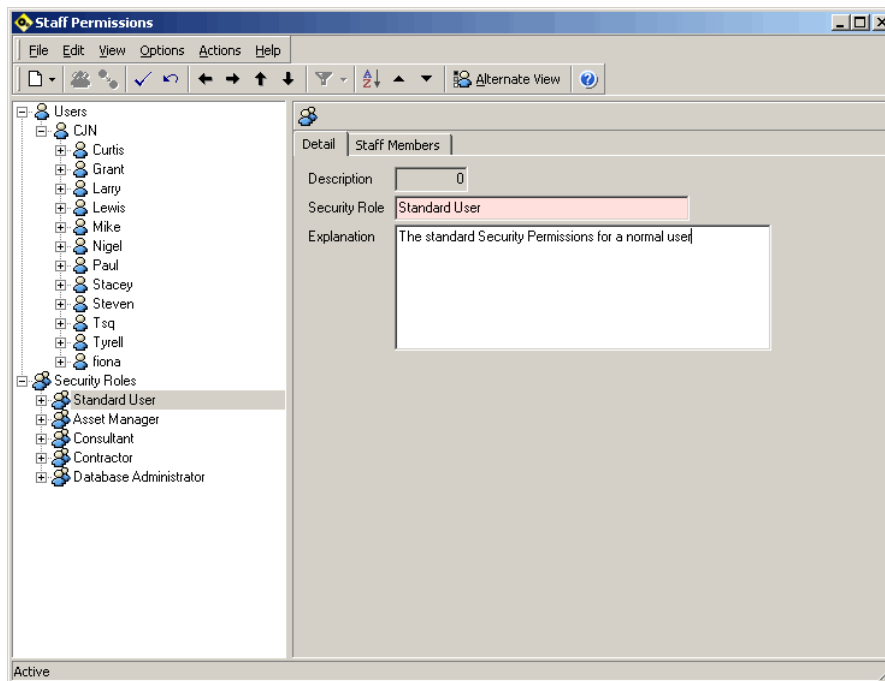 Staff Permissions
File Edit View Options Actions Help
Alternate View
Users
CJN
Curtis
Grant
Larry
Lewis
Mike
Nigel
Paul
Stacey
Steven
Tsq
Tyrell
fiona
Security Roles
Standard User
Asset Manager
Consultant
Contractor
Database Administrator
Detail Staff Members
Description 0
Security Role Standard User
Explanation The standard Security Permissions for a normal user
Active